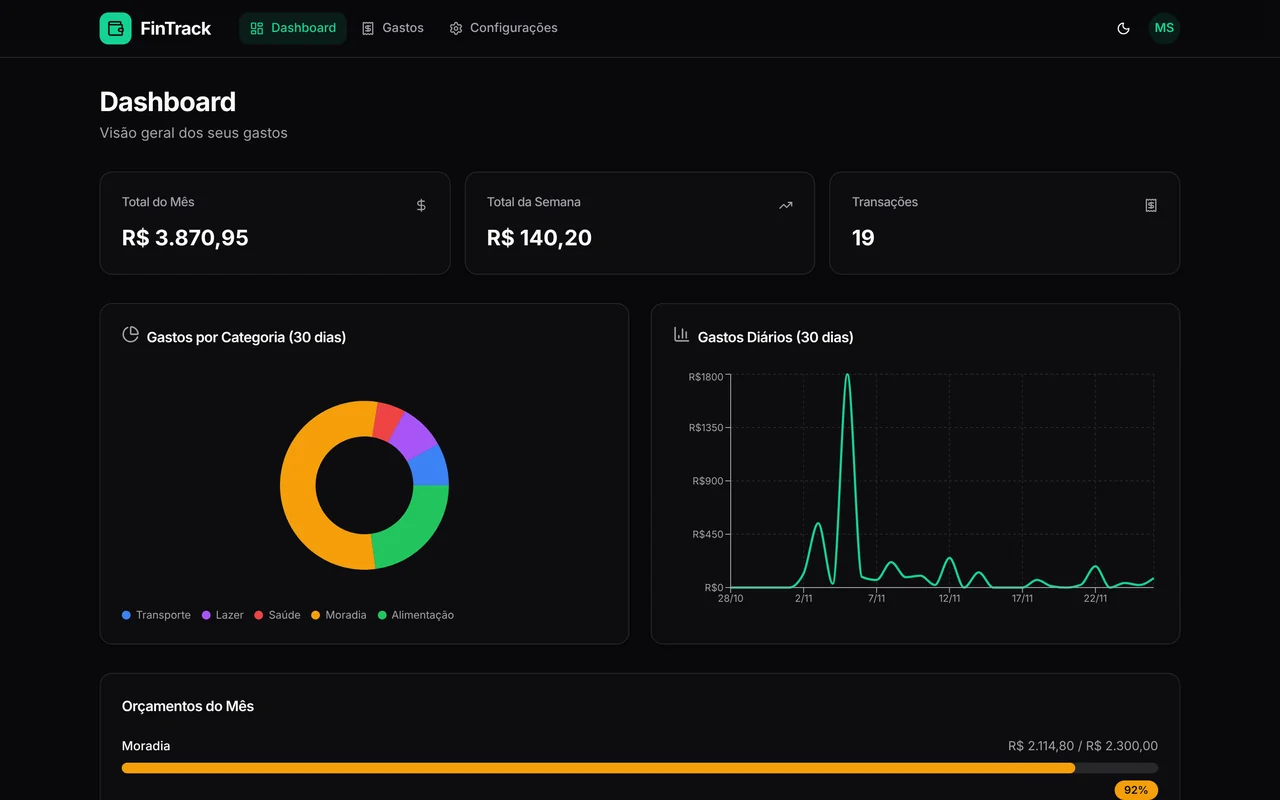 FinTrack
Dashboard
Gastos
Configurações
MS
Dashboard
Visão geral dos seus gastos
Total do Mês
R$ 3.870,95
Total da Semana
R$ 140,20
Transações
19
Gastos por Categoria (30 dias)
Transporte
Lazer
Saúde
Moradia
Alimentação
Gastos Diários (30 dias)
R$1800
R$1350
R$900
R$450
R$0
28/10
2/11
7/11
12/11
17/11
22/11
Orçamentos do Mês
Moradia
R$ 2.114,80 / R$ 2.300,00
92%